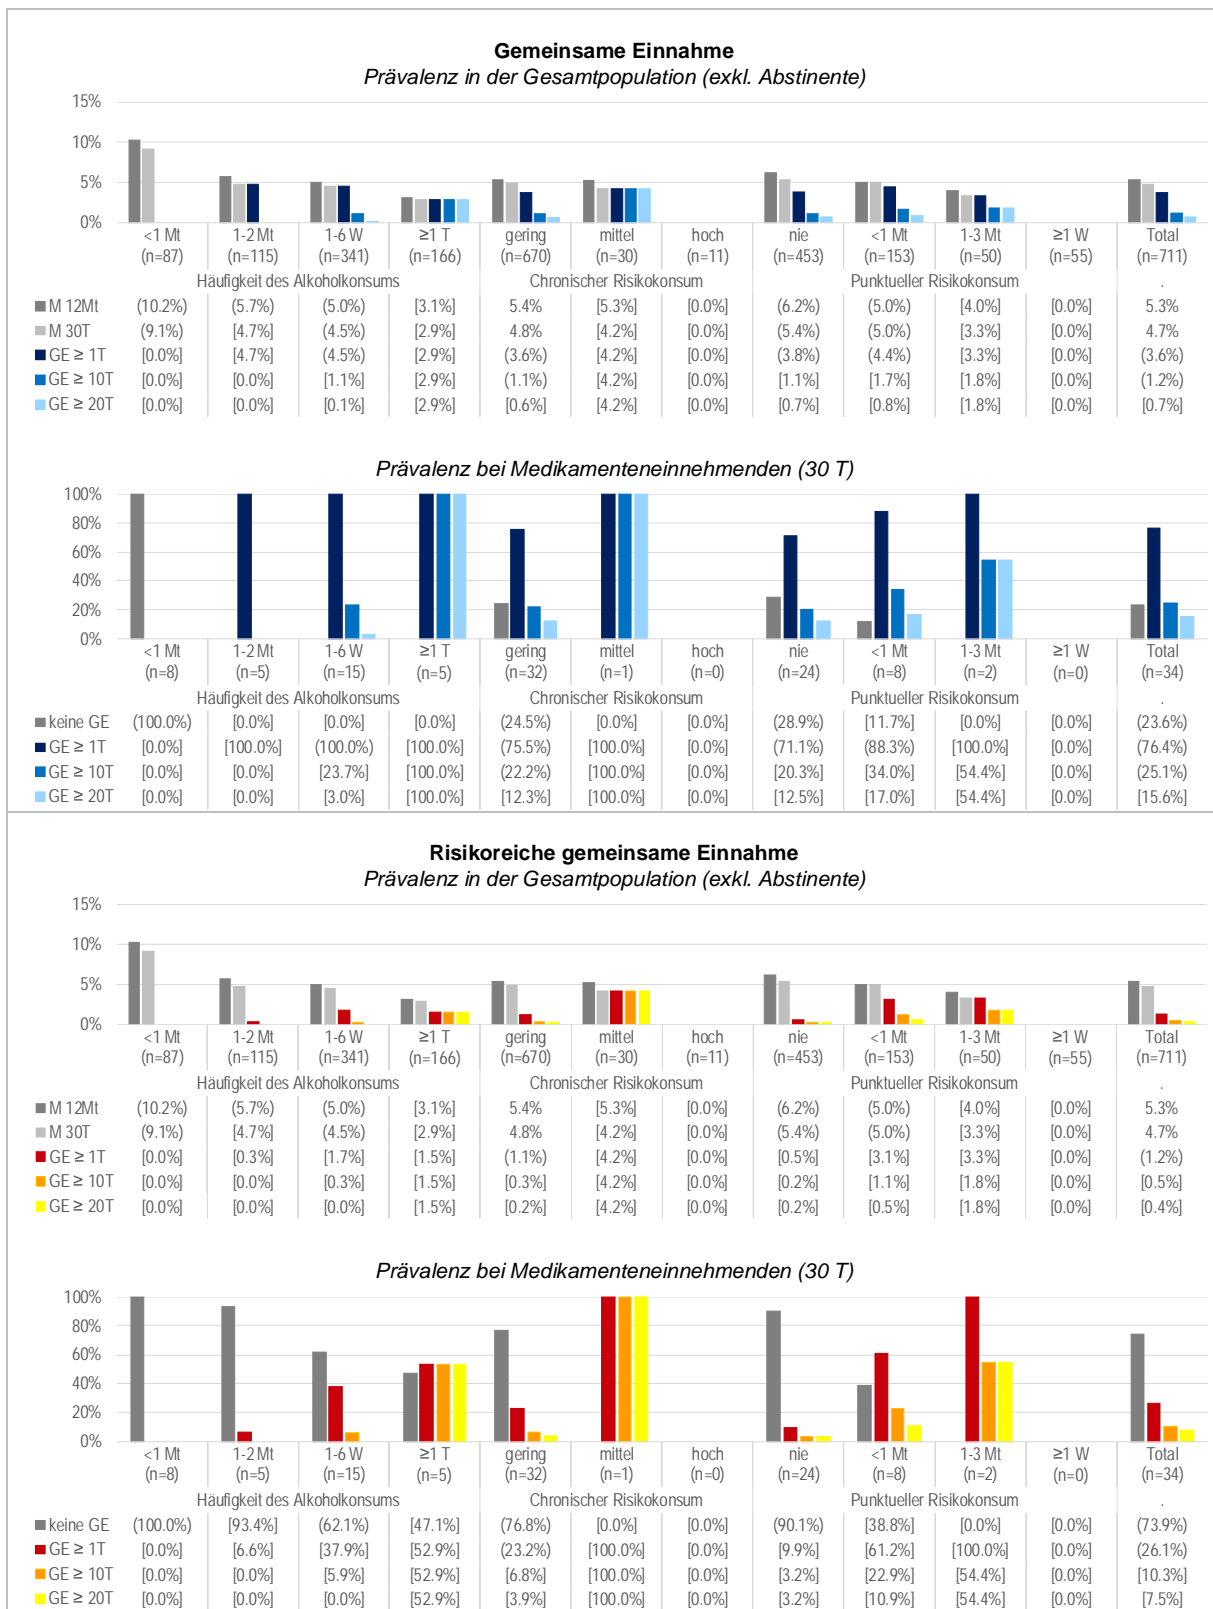 Gemeinsame Einnahme
Prävalenz in der Gesamtpopulation (exkl. Abstinente)
15%
10%
5%
0%
<1 Mt 1-2 Mt 1-6 W ≥1 T gering mittel hoch nie <1 Mt 1-3 Mt ≥1 W Total
(n=87) (n=115) (n=341) (n=166) (n=670) (n=30) (n=11) (n=453) (n=153) (n=50) (n=55) (n=711)
Häufigkeit des Alkoholkonsums Chronischer Risikokonsum Punktueller Risikokonsum .
M 12Mt (10.2%) (5.7%) (5.0%) [3.1%] 5.4% [5.3%] [0.0%] (6.2%) (5.0%) [4.0%] [0.0%] 5.3%
M 30T (9.1%) [4.7%] (4.5%) [2.9%] 4.8% [4.2%] [0.0%] (5.4%) (5.0%) [3.3%] [0.0%] 4.7%
GE ≥ 1T [0.0%] [4.7%] (4.5%) [2.9%] (3.6%) [4.2%] [0.0%] (3.8%) (4.4%) [3.3%] [0.0%] (3.6%)
GE ≥ 10T [0.0%] [0.0%] [1.1%] [2.9%] (1.1%) [4.2%] [0.0%] [1.1%] [1.7%] [1.8%] [0.0%] (1.2%)
GE ≥ 20T [0.0%] [0.0%] [0.1%] [2.9%] [0.6%] [4.2%] [0.0%] [0.7%] [0.8%] [1.8%] [0.0%] [0.7%]
Prävalenz bei Medikamenteneinnehmenden (30 T)
100%
80%
60%
40%
20%
0%
<1 Mt 1-2 Mt 1-6 W ≥1 T gering mittel hoch nie <1 Mt 1-3 Mt ≥1 W Total
(n=8) (n=5) (n=15) (n=5) (n=32) (n=1) (n=0) (n=24) (n=8) (n=2) (n=0) (n=34)
Häufigkeit des Alkoholkonsums Chronischer Risikokonsum Punktueller Risikokonsum .
keine GE (100.0%) [0.0%] [0.0%] [0.0%] (24.5%) [0.0%] [0.0%] (28.9%) [11.7%] [0.0%] [0.0%] (23.6%)
GE ≥ 1T [0.0%] [100.0%] (100.0%) [100.0%] (75.5%) [100.0%] [0.0%] (71.1%) (88.3%) [100.0%] [0.0%] (76.4%)
GE ≥ 10T [0.0%] [0.0%] [23.7%] [100.0%] (22.2%) [100.0%] [0.0%] [20.3%] [34.0%] [54.4%] [0.0%] (25.1%)
GE ≥ 20T [0.0%] [0.0%] [3.0%] [100.0%] [12.3%] [100.0%] [0.0%] [12.5%] [17.0%] [54.4%] [0.0%] [15.6%]
Risikoreiche gemeinsame Einnahme
Prävalenz in der Gesamtpopulation (exkl. Abstinente)
15%
10%
5%
0%
<1 Mt 1-2 Mt 1-6 W ≥1 T gering mittel hoch nie <1 Mt 1-3 Mt ≥1 W Total
(n=87) (n=115) (n=341) (n=166) (n=670) (n=30) (n=11) (n=453) (n=153) (n=50) (n=55) (n=711)
Häufigkeit des Alkoholkonsums Chronischer Risikokonsum Punktueller Risikokonsum .
M 12Mt (10.2%) (5.7%) (5.0%) [3.1%] 5.4% [5.3%] [0.0%] (6.2%) (5.0%) [4.0%] [0.0%] 5.3%
M 30T (9.1%) [4.7%] (4.5%) [2.9%] 4.8% [4.2%] [0.0%] (5.4%) (5.0%) [3.3%] [0.0%] 4.7%
GE ≥ 1T [0.0%] [0.3%] [1.7%] [1.5%] (1.1%) [4.2%] [0.0%] [0.5%] [3.1%] [3.3%] [0.0%] (1.2%)
GE ≥ 10T [0.0%] [0.0%] [0.3%] [1.5%] [0.3%] [4.2%] [0.0%] [0.2%] [1.1%] [1.8%] [0.0%] [0.5%]
GE ≥ 20T [0.0%] [0.0%] [0.0%] [1.5%] [0.2%] [4.2%] [0.0%] [0.2%] [0.5%] [1.8%] [0.0%] [0.4%]
Prävalenz bei Medikamenteneinnehmenden (30 T)
100%
80%
60%
40%
20%
0%
<1 Mt 1-2 Mt 1-6 W ≥1 T gering mittel hoch nie <1 Mt 1-3 Mt ≥1 W Total
(n=8) (n=5) (n=15) (n=5) (n=32) (n=1) (n=0) (n=24) (n=8) (n=2) (n=0) (n=34)
Häufigkeit des Alkoholkonsums Chronischer Risikokonsum Punktueller Risikokonsum .
keine GE (100.0%) [93.4%] (62.1%) [47.1%] (76.8%) [0.0%] [0.0%] (90.1%) [38.8%] [0.0%] [0.0%] (73.9%)
GE ≥ 1T [0.0%] [6.6%] [37.9%] [52.9%] (23.2%) [100.0%] [0.0%] [9.9%] [61.2%] [100.0%] [0.0%] (26.1%)
GE ≥ 10T [0.0%] [0.0%] [5.9%] [52.9%] [6.8%] [100.0%] [0.0%] [3.2%] [22.9%] [54.4%] [0.0%] [10.3%]
GE ≥ 20T [0.0%] [0.0%] [0.0%] [52.9%] [3.9%] [100.0%] [0.0%] [3.2%] [10.9%] [54.4%] [0.0%] [7.5%]